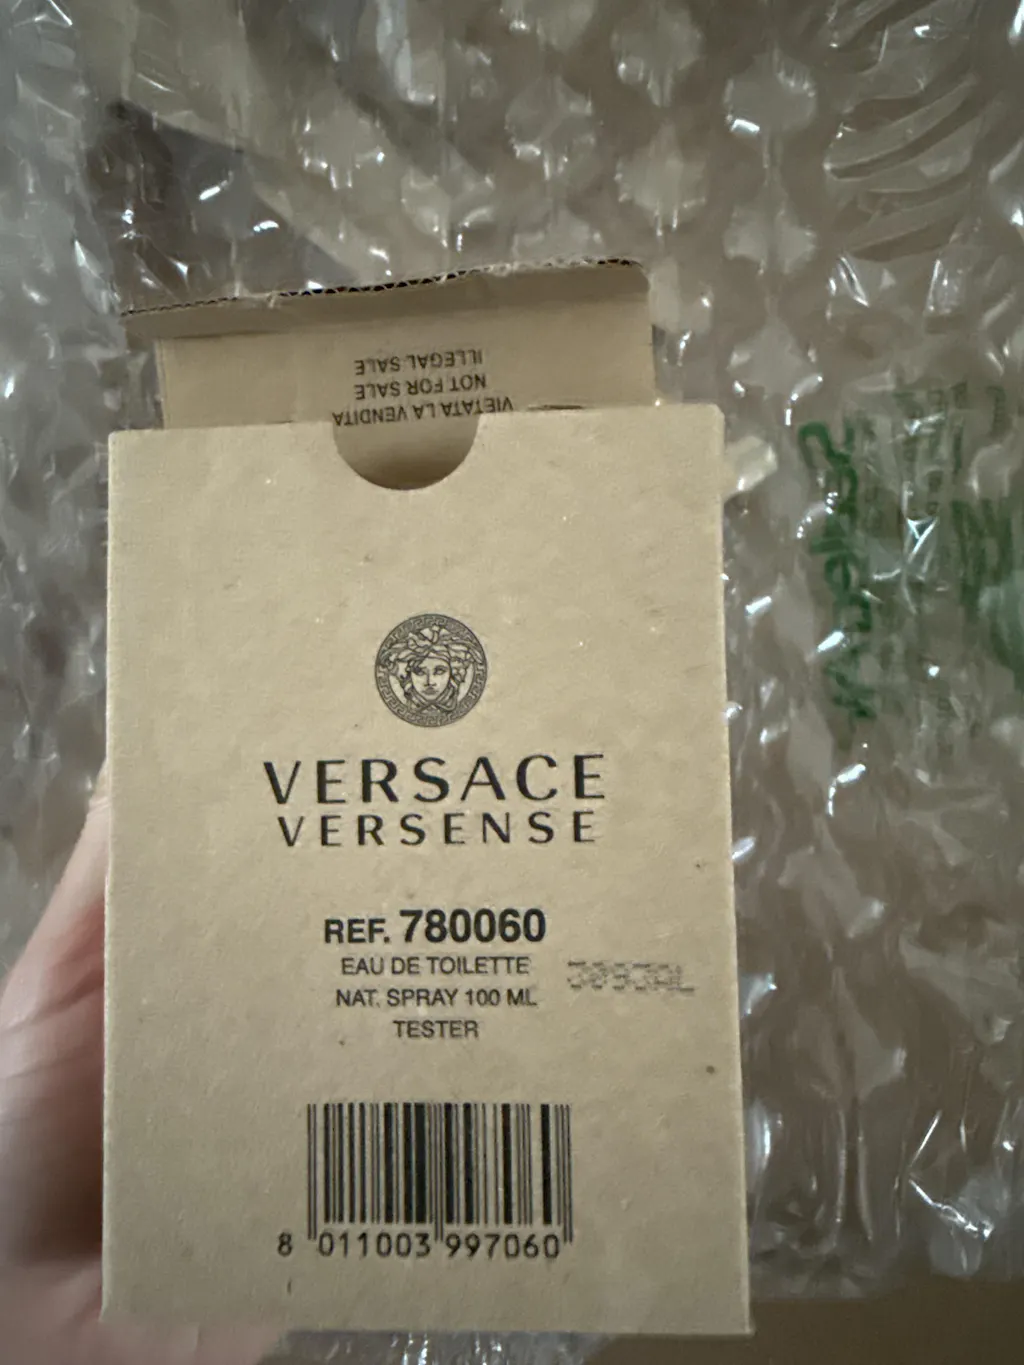 ILLEGAL SALE
NOT FOR SALE
VIETATA LA VENDITA
VERSACE
VERSENSE
REF. 780060
EAU DE TOILETTE
NAT. SPRAY 100 ML
TESTER
8 011003 997060